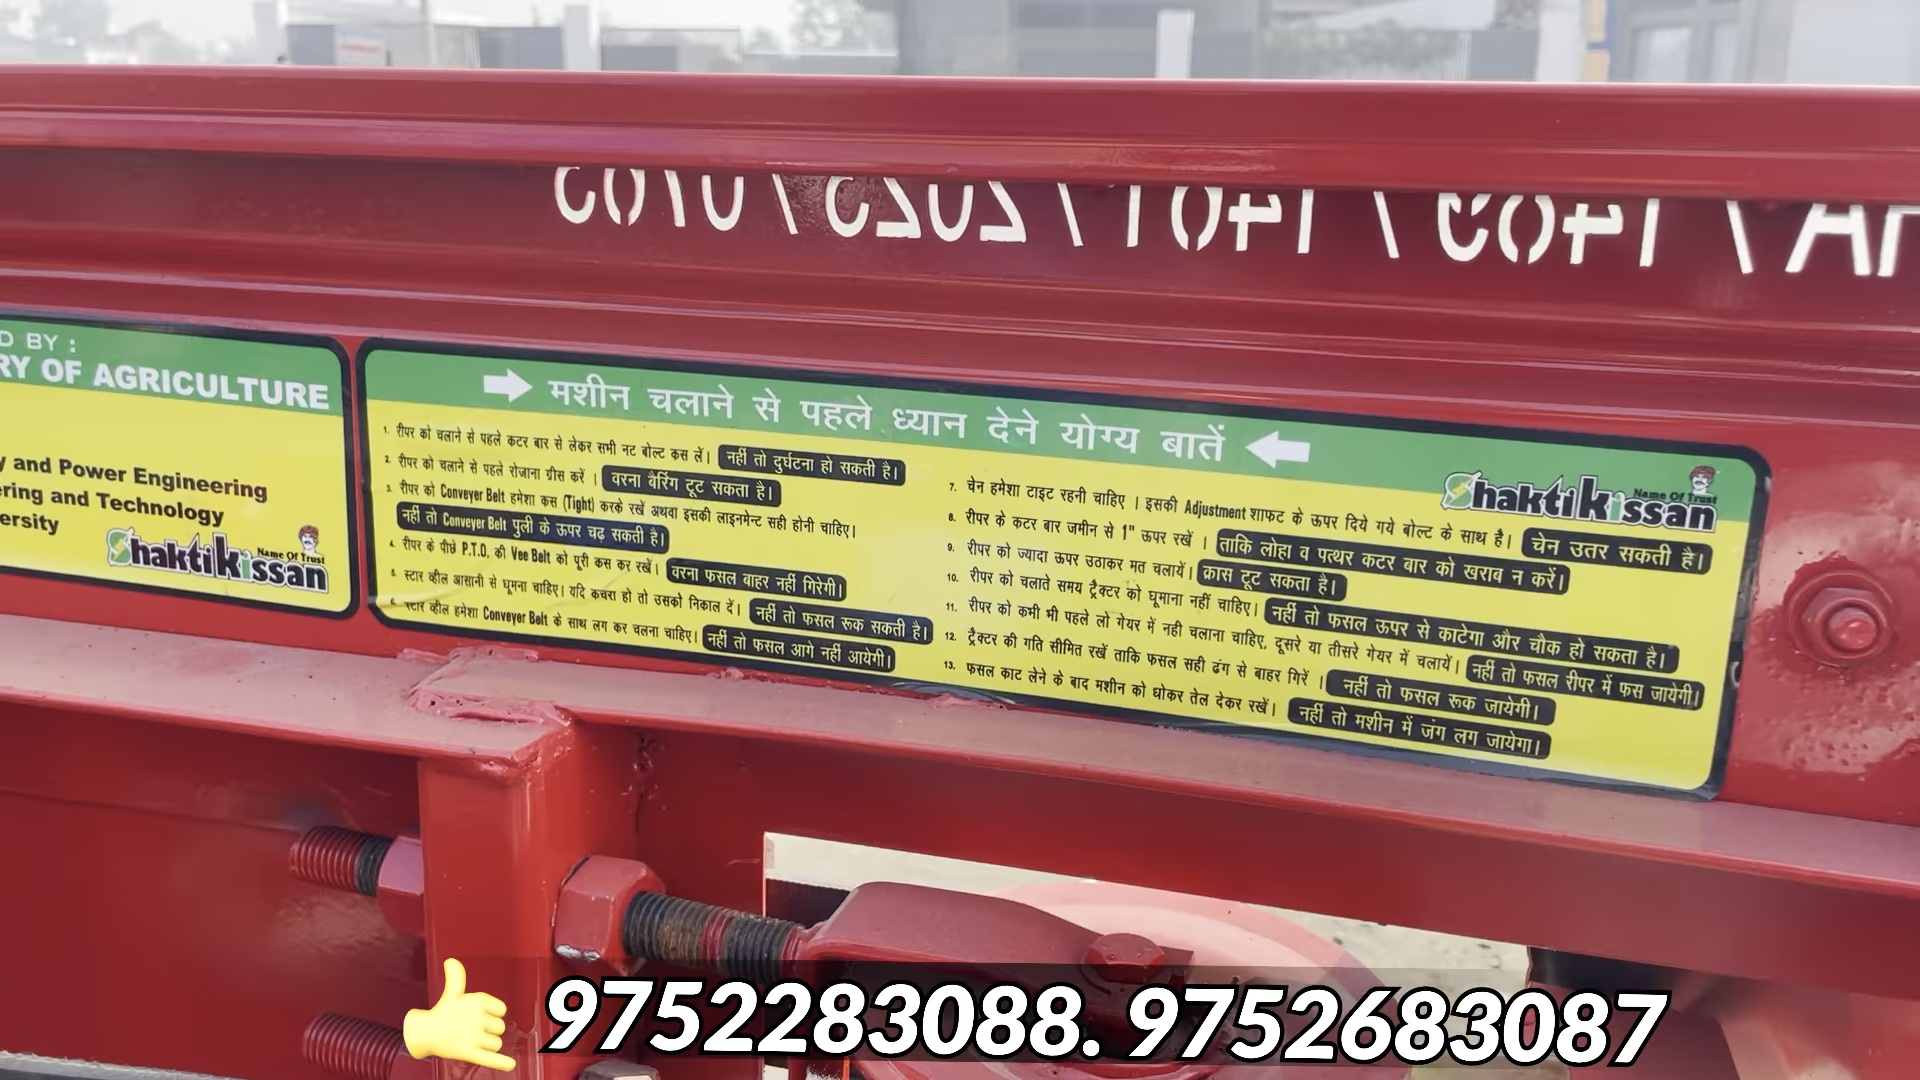 D BY :
RY OF AGRICULTURE
y and Power Engineering
ering and Technology
ersity
Shakti Kissan
Name Of Trust
मशीन चलाने से पहले ध्यान देने योग्य बातें
Shakti Kissan
Name Of Trust
1. रीपर को चलाने से पहले कटर बार से लेकर सभी नट बोल्ट कस लें। नहीं तो दुर्घटना हो सकती है।
2. रीपर को चलाने से पहले रोजाना ग्रीस करें । वरना बैरिंग टूट सकता है।
3. रीपर को Conveyer Belt हमेशा कस (Tight) करके रखें अथवा इसकी लाइनमेन्ट सही होनी चाहिए।
नहीं तो Conveyer Belt पुली के ऊपर चढ़ सकती है।
4. रीपर के पीछे P.T.O. की Vee Belt को पूरी कस कर रखें। वरना फसल बाहर नहीं गिरेगी।
5. स्टार व्हील आसानी से घूमना चाहिए। यदि कचरा हो तो उसको निकाल दें। नहीं तो फसल रूक सकती है।
6. स्टार व्हील हमेशा Conveyer Belt के साथ लग कर चलना चाहिए। नहीं तो फसल आगे नहीं आयेगी।
7. चेन हमेशा टाइट रहनी चाहिए । इसकी Adjustment शाफट के ऊपर दिये गये बोल्ट के साथ है। चेन उतर सकती है।
8. रीपर के कटर बार जमीन से 1" ऊपर रखें । ताकि लोहा व पत्थर कटर बार को खराब न करें।
9. रीपर को ज्यादा ऊपर उठाकर मत चलायें। क्रास टूट सकता है।
10. रीपर को चलाते समय ट्रैक्टर को घूमाना नहीं चाहिए। नहीं तो फसल ऊपर से काटेगा और चौक हो सकता है।
11. रीपर को कभी भी पहले लो गेयर में नही चलाना चाहिए, दूसरे या तीसरे गेयर में चलायें। नहीं तो फसल रीपर में फस जायेगी।
12. ट्रैक्टर की गति सीमित रखें ताकि फसल सही ढंग से बाहर गिरें । नहीं तो फसल रूक जायेगी।
13. फसल काट लेने के बाद मशीन को धोकर तेल देकर रखें। नहीं तो मशीन में जंग लग जायेगा।
9752283088. 9752683087